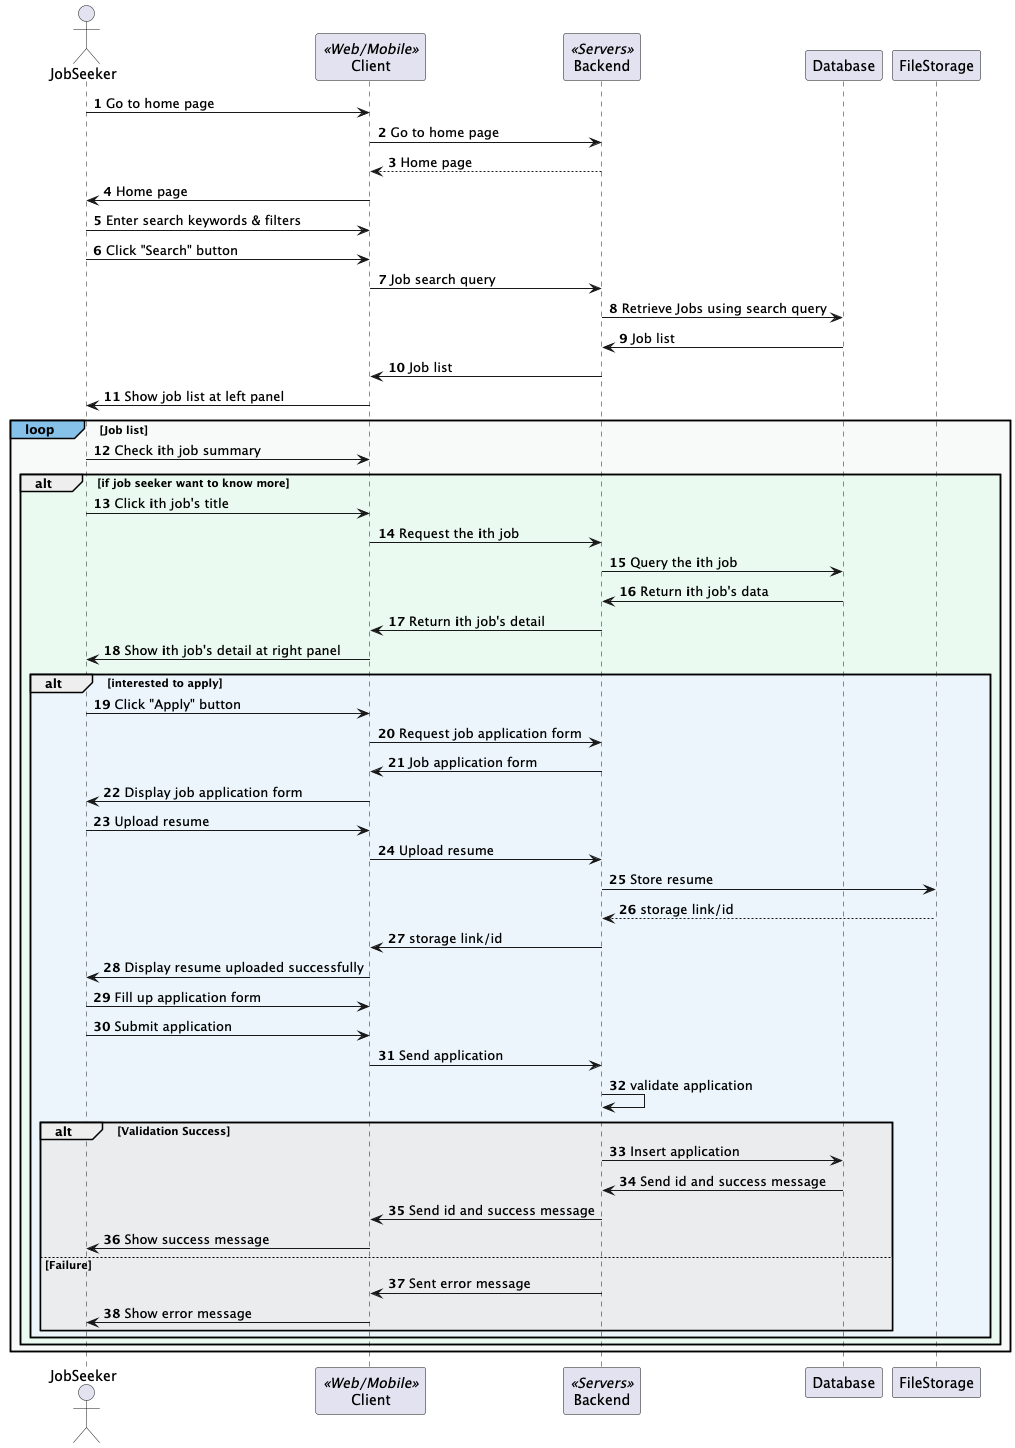 JobSeeker
«Web/Mobile»
Client
«Servers»
Backend
Database
FileStorage
1 Go to home page
2 Go to home page
3 Home page
4 Home page
5 Enter search keywords & filters
6 Click "Search" button
7 Job search query
8 Retrieve Jobs using search query
9 Job list
10 Job list
11 Show job list at left panel
loop [Job list]
12 Check ith job summary
alt [if job seeker want to know more]
13 Click ith job's title
14 Request the ith job
15 Query the ith job
16 Return ith job's data
17 Return ith job's detail
18 Show ith job's detail at right panel
alt [interested to apply]
19 Click "Apply" button
20 Request job application form
21 Job application form
22 Display job application form
23 Upload resume
24 Upload resume
25 Store resume
26 storage link/id
27 storage link/id
28 Display resume uploaded successfully
29 Fill up application form
30 Submit application
31 Send application
32 validate application
alt [Validation Success]
33 Insert application
34 Send id and success message
35 Send id and success message
36 Show success message
[Failure]
37 Sent error message
38 Show error message
JobSeeker
«Web/Mobile»
Client
«Servers»
Backend
Database
FileStorage